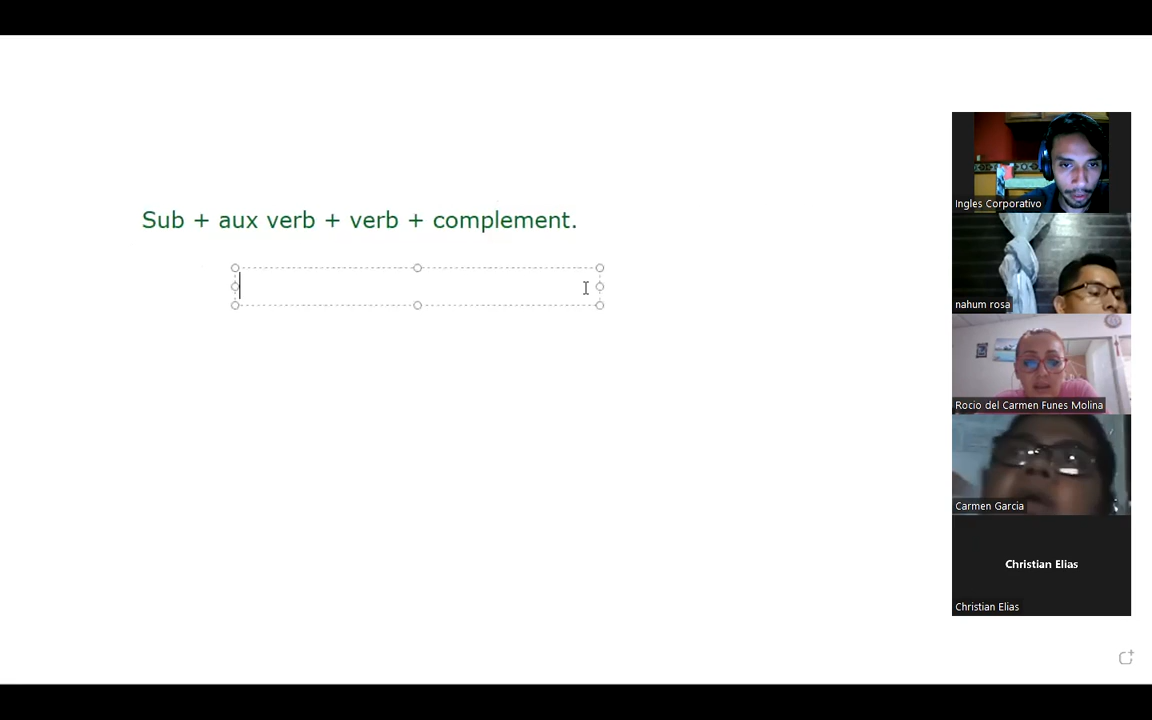 Sub + aux verb + verb + complement.
Ingles Corporativo
nahum rosa
Rocio del Carmen Funes Molina
Carmen Garcia
Christian Elias
Christian Elias